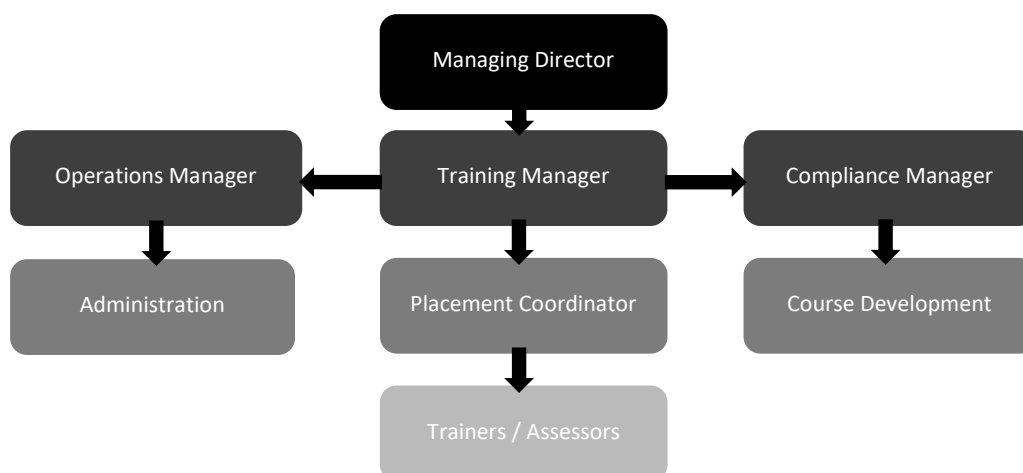 Managing Director
Operations Manager
Training Manager
Compliance Manager
Administration
Placement Coordinator
Course Development
Trainers / Assessors